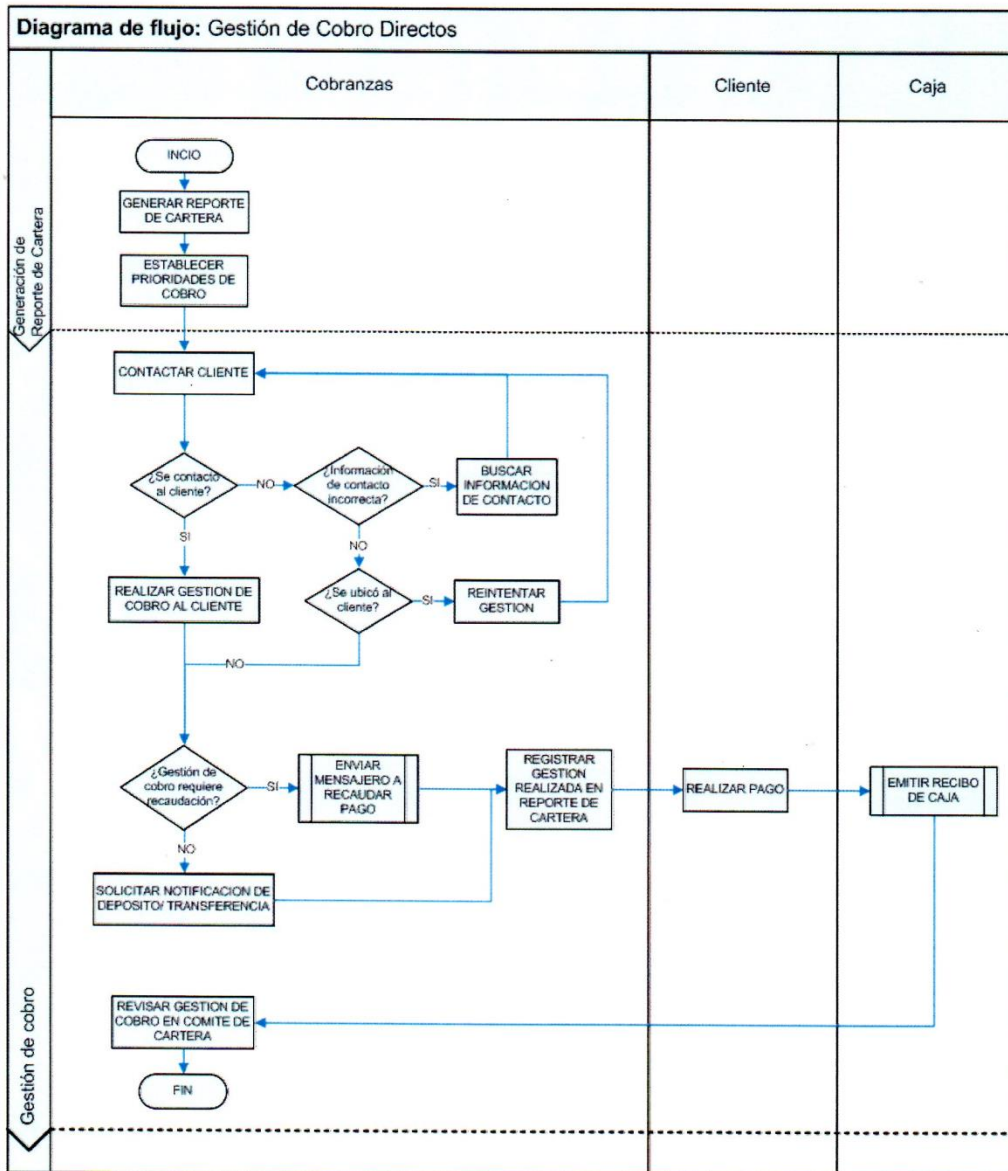 Diagrama de flujo: Gestión de Cobro Directos
Cobranzas
Cliente
Caja
Generación de
Reporte de Cartera
INCIO
GENERAR REPORTE
DE CARTERA
ESTABLECER
PRIORIDADES DE
COBRO
CONTACTAR CLIENTE
¿Se contactó
al cliente?
NO
¿Información
de contacto
incorrecta?
SI
BUSCAR
INFORMACION
DE CONTACTO
SI
NO
REALIZAR GESTION DE
COBRO AL CLIENTE
¿Se ubicó al
cliente?
SI
REINTENTAR
GESTION
NO
¿Gestión de
cobro requiere
recaudación?
SI
ENVIAR
MENSAJERO A
RECAUDAR
PAGO
REGISTRAR
GESTION
REALIZADA EN
REPORTE DE
CARTERA
REALIZAR PAGO
EMITIR RECIBO
DE CAJA
NO
SOLICITAR NOTIFICACION DE
DEPOSITO/ TRANSFERENCIA
Gestión de cobro
REVISAR GESTION DE
COBRO EN COMITE DE
CARTERA
FIN